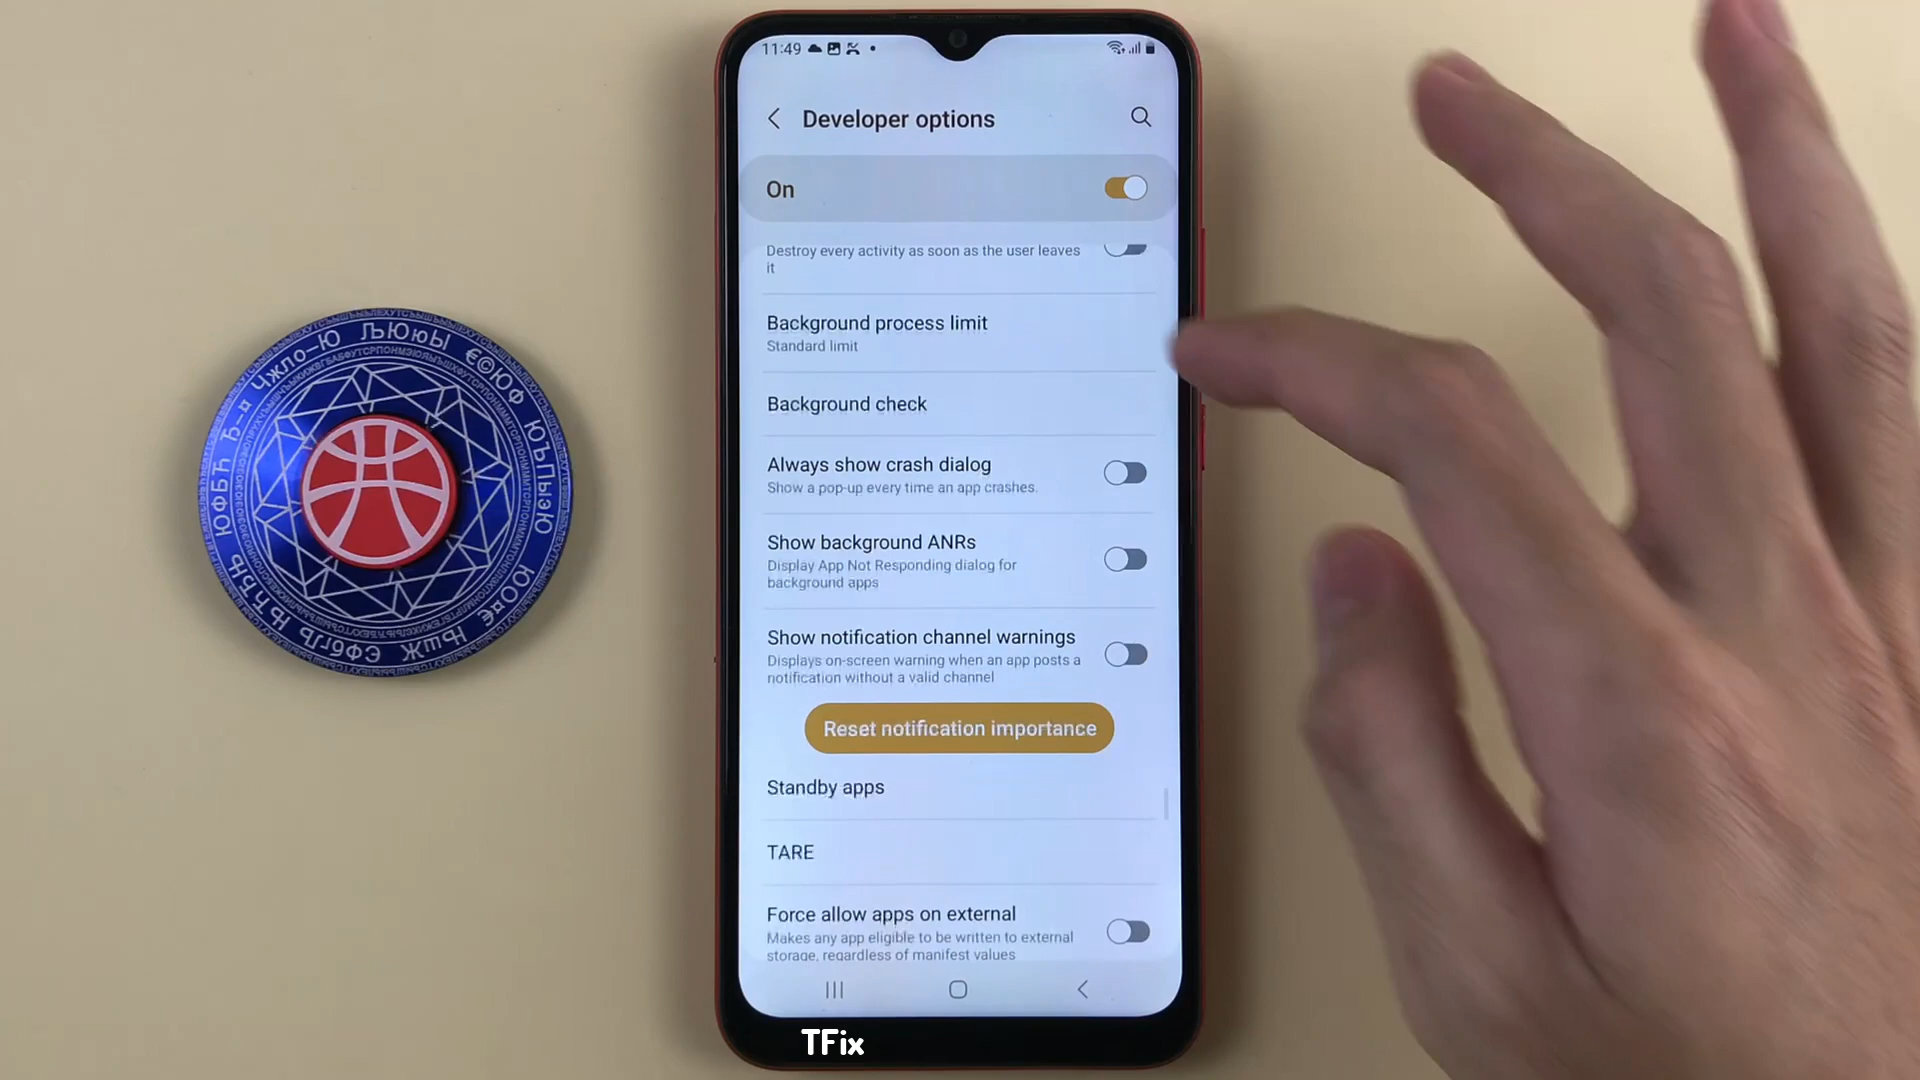 11:49
Developer options
On
Destroy every activity as soon as the user leaves
it
Background process limit
Standard limit
Background check
Always show crash dialog
Show a pop-up every time an app crashes.
Show background ANRs
Display App Not Responding dialog for
background apps
Show notification channel warnings
Displays on-screen warning when an app posts a
notification without a valid channel
Reset notification importance
Standby apps
TARE
Force allow apps on external
Makes any app eligible to be written to external
storage, regardless of manifest values
TFix